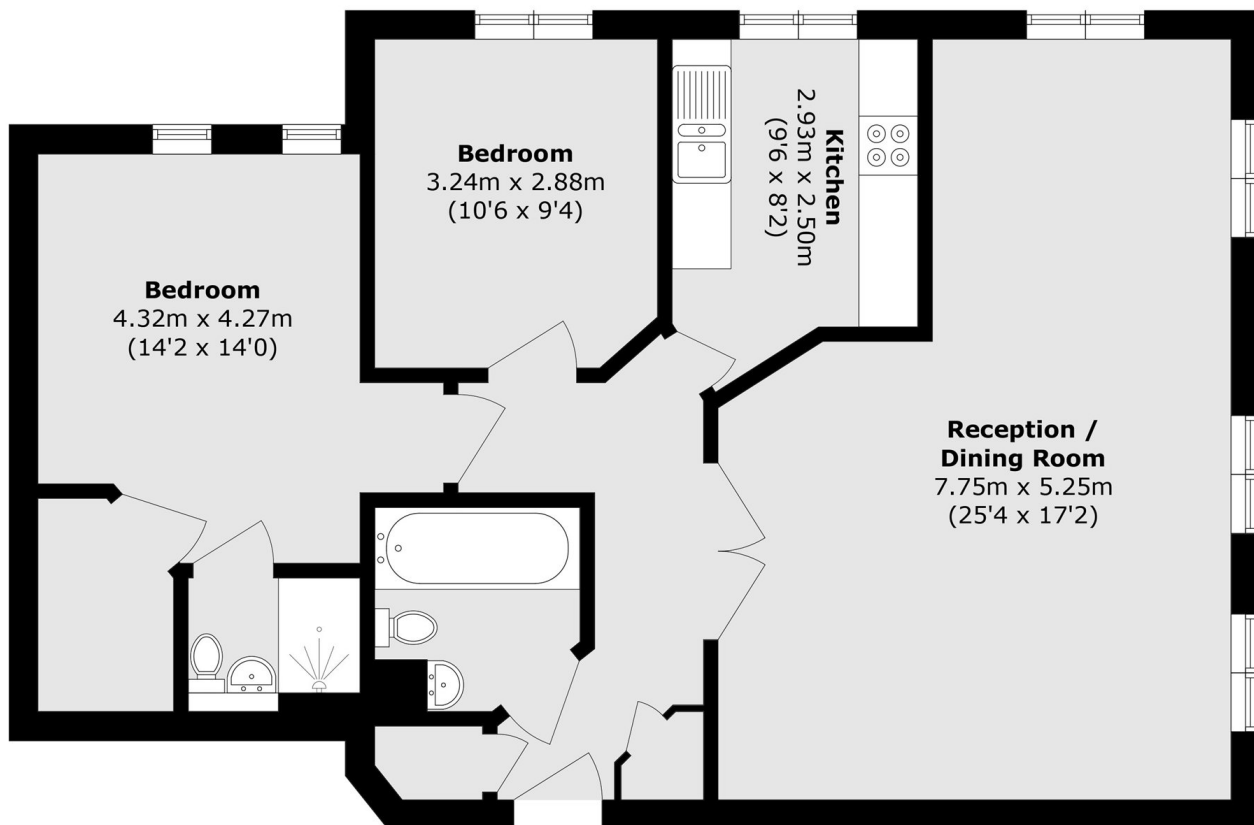 Bedroom
4.32m x 4.27m
(14'2 x 14'0)
Bedroom
3.24m x 2.88m
(10'6 x 9'4)
Kitchen
2.93m x 2.50m
(9'6 x 8'2)
Reception /
Dining Room
7.75m x 5.25m
(25'4 x 17'2)